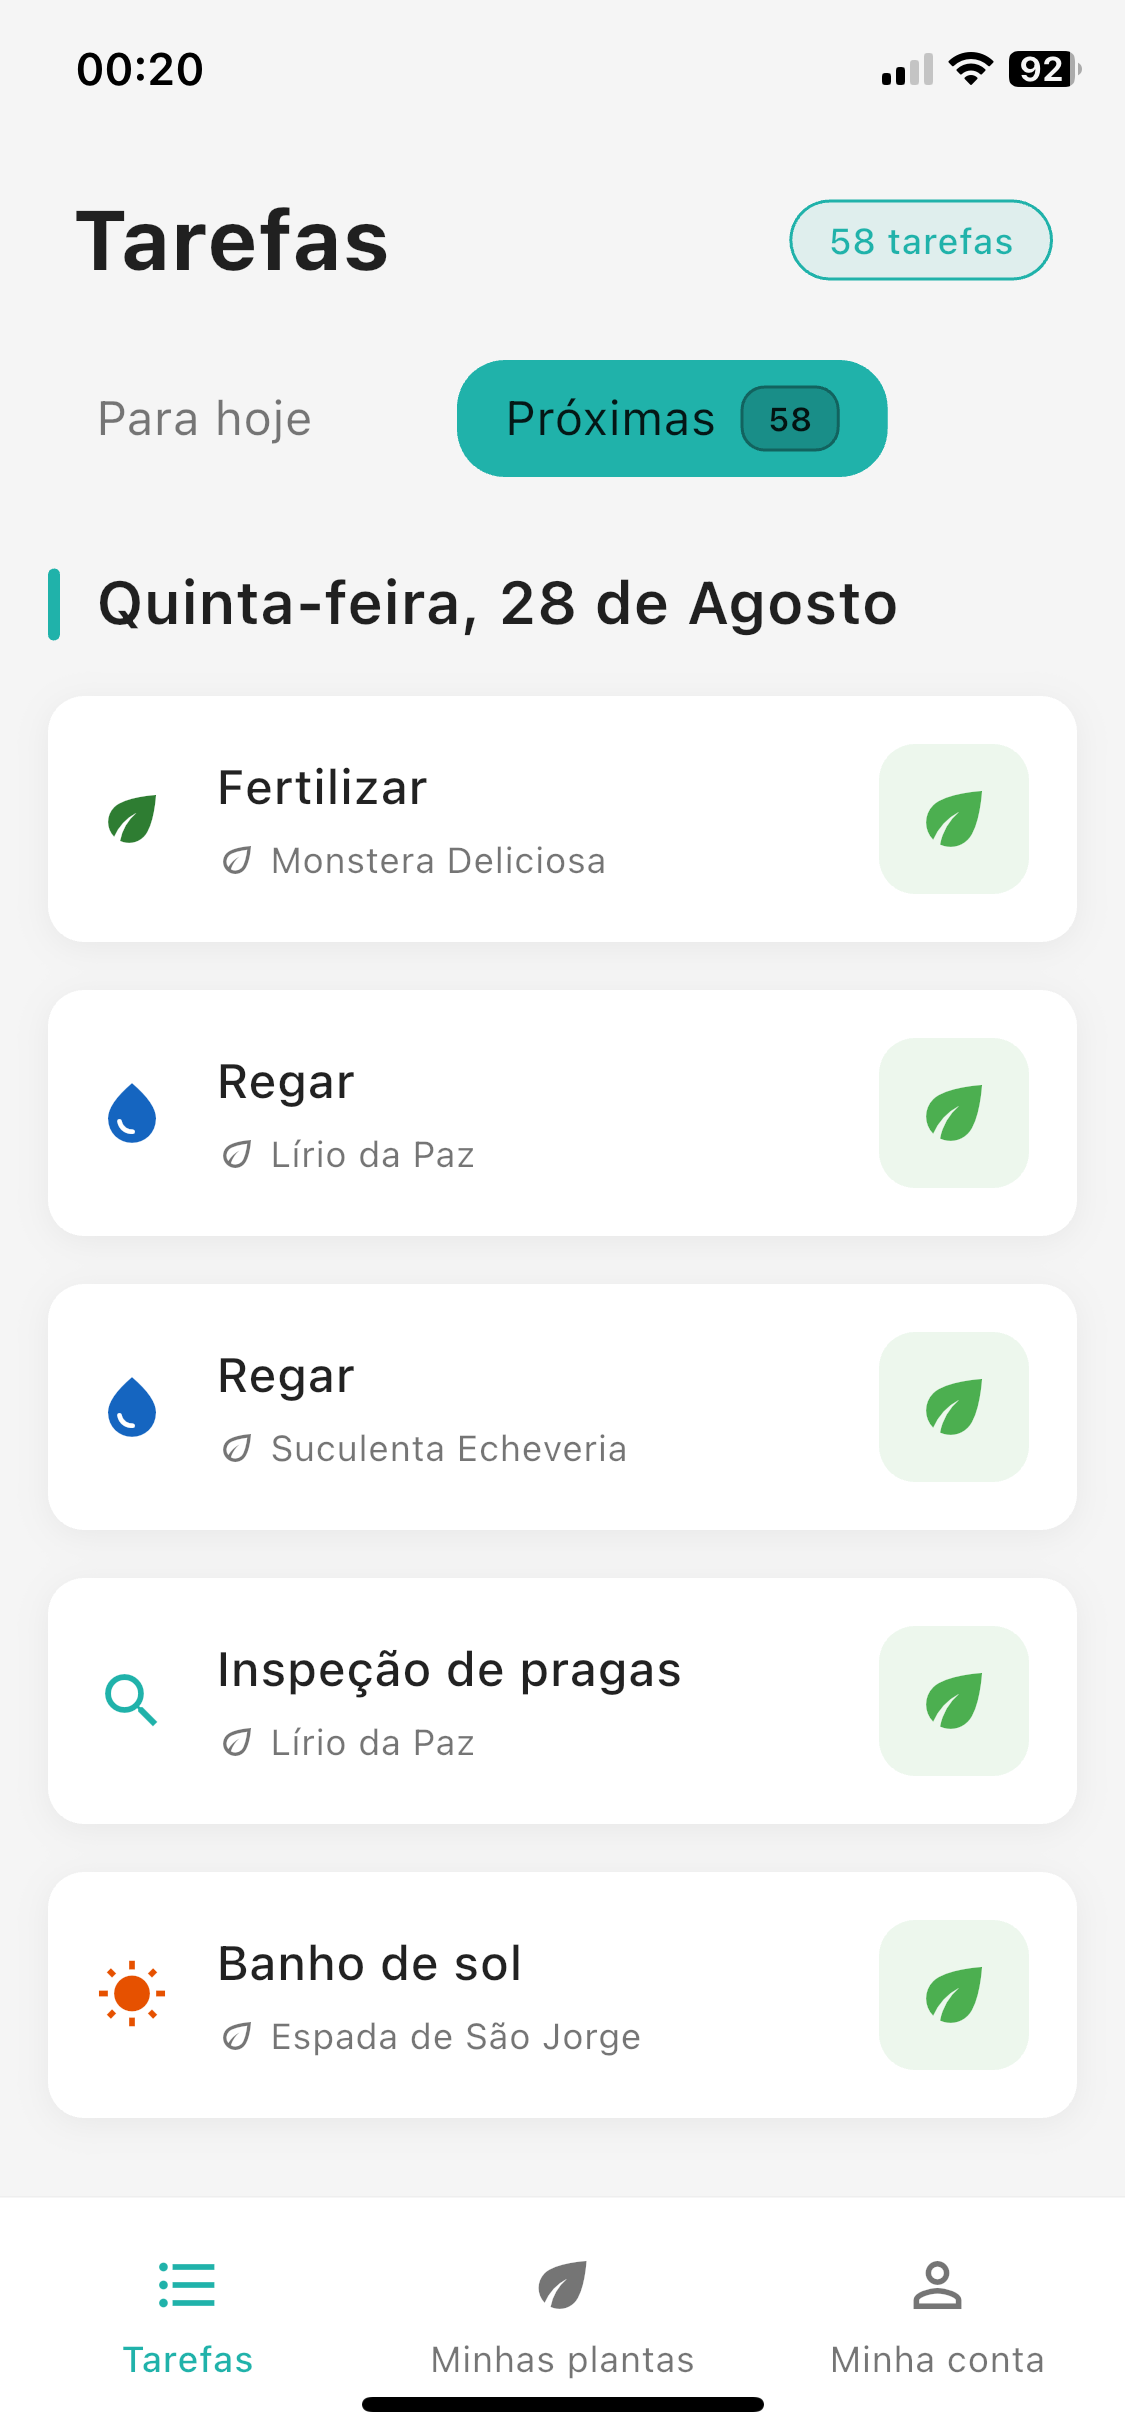 00:20
92
Tarefas
58 tarefas
Para hoje
Próximas 58
Quinta-feira, 28 de Agosto
Fertilizar
Monstera Deliciosa
Regar
Lírio da Paz
Regar
Suculenta Echeveria
Inspeção de pragas
Lírio da Paz
Banho de sol
Espada de São Jorge
Tarefas
Minhas plantas
Minha conta